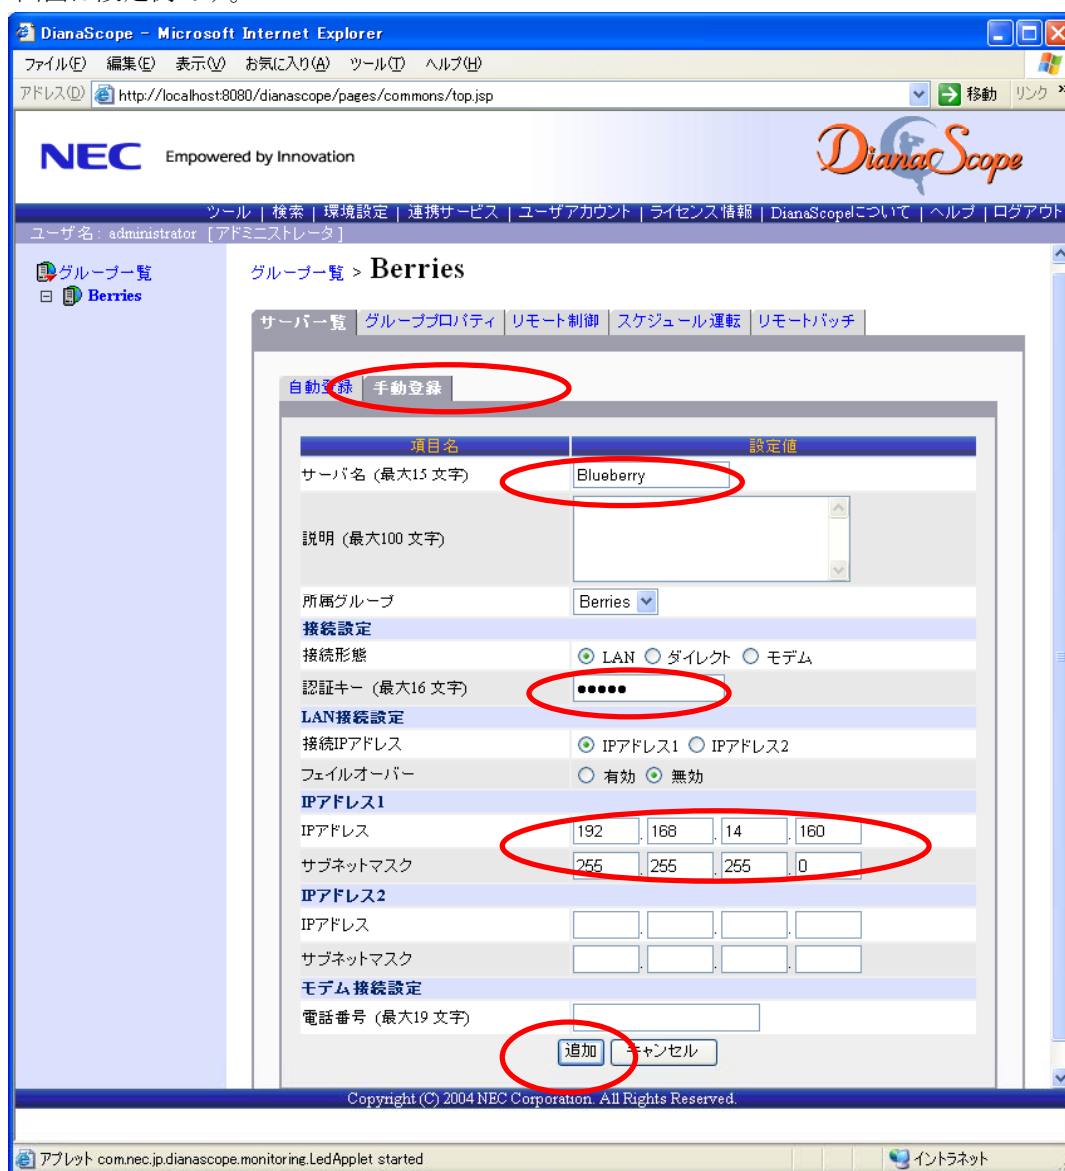 DianaScope - Microsoft Internet Explorer
ファイル(F) 編集(E) 表示(V) お気に入り(A) ツール(T) ヘルプ(H)
アドレス(D) http://localhost:8080/dianascope/pages/commons/top.jsp 移動 リンク
NEC Empowered by Innovation DianaScope
ツール | 検索 | 環境設定 | 連携サービス | ユーザアカウント | ライセンス情報 | DianaScopeについて | ヘルプ | ログアウト
ユーザ名: administrator [アドミニストレータ]
グループ一覧
Berries
グループ一覧 > Berries
サーバ一覧 グループプロパティ リモート制御 スケジュール運転 リモートバッチ
自動登録 手動登録
項目名 設定値
サーバ名 (最大15 文字) Blueberry
説明 (最大100 文字)
所属グループ Berries
接続設定
接続形態 LAN ダイレクト モデム
認証キー (最大16 文字) ●●●●●
LAN接続設定
接続IPアドレス IPアドレス1 IPアドレス2
フェイルオーバー 有効 無効
IPアドレス1
IPアドレス 192 . 168 . 14 . 160
サブネットマスク 255 . 255 . 255 . 0
IPアドレス2
IPアドレス . . .
サブネットマスク . . .
モデム接続設定
電話番号 (最大19 文字)
追加 キャンセル
Copyright (C) 2004 NEC Corporation. All Rights Reserved.
アプレット com.nec.jp.dianascope.monitoring.LedApplet started イントラネット